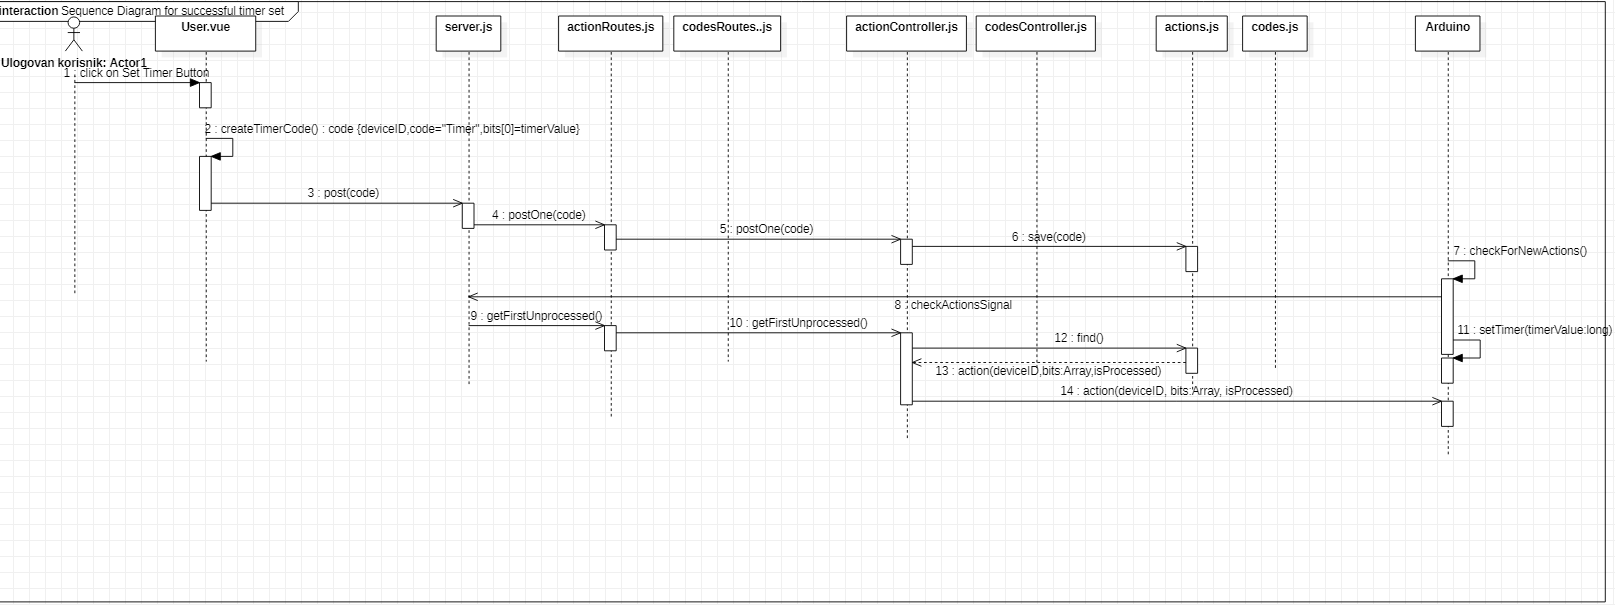 interaction Sequence Diagram for successful timer set
User.vue
server.js
actionRoutes.js
codesRoutes..js
actionController.js
codesController.js
actions.js
codes.js
Arduino
Ulogovan korisnik: Actor1
1 : click on Set Timer Button
2 : createTimerCode() : code {deviceID,code="Timer",bits[0]=timerValue}
3 : post(code)
4 : postOne(code)
5 : postOne(code)
6 : save(code)
7 : checkForNewActions()
8 : checkActionsSignal
9 : getFirstUnprocessed()
10 : getFirstUnprocessed()
11 : setTimer(timerValue:long)
12 : find()
13 : action(deviceID,bits:Array,isProcessed)
14 : action(deviceID, bits:Array, isProcessed)